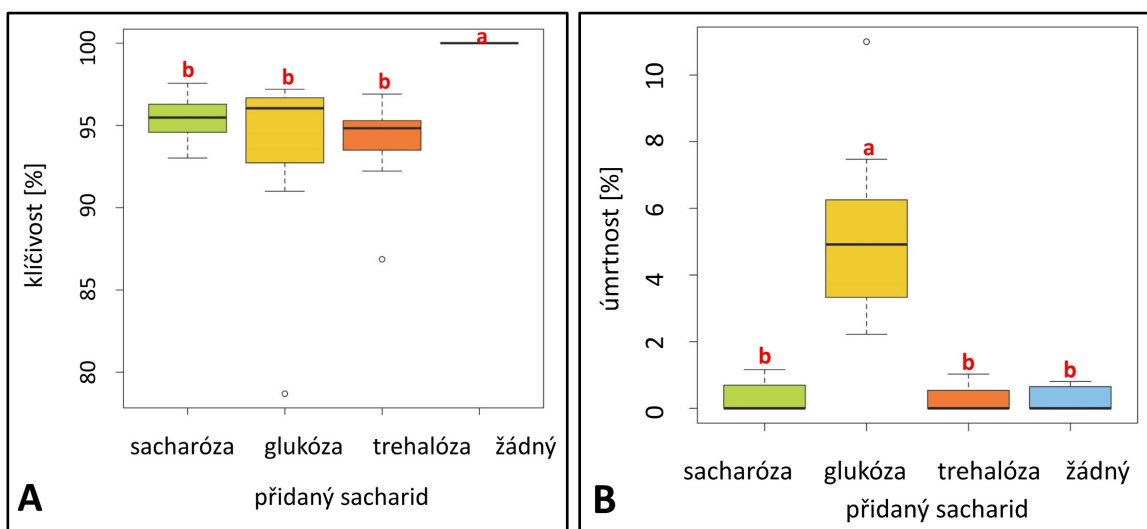 klíčivost [%]
100
95
90
85
80
b
b
b
a
sacharóza glukóza trehalóza žádný
přidaný sacharid
A
úmrtnost [%]
10
8
6
4
2
0
b
a
b
b
sacharóza glukóza trehalóza žádný
přidaný sacharid
B